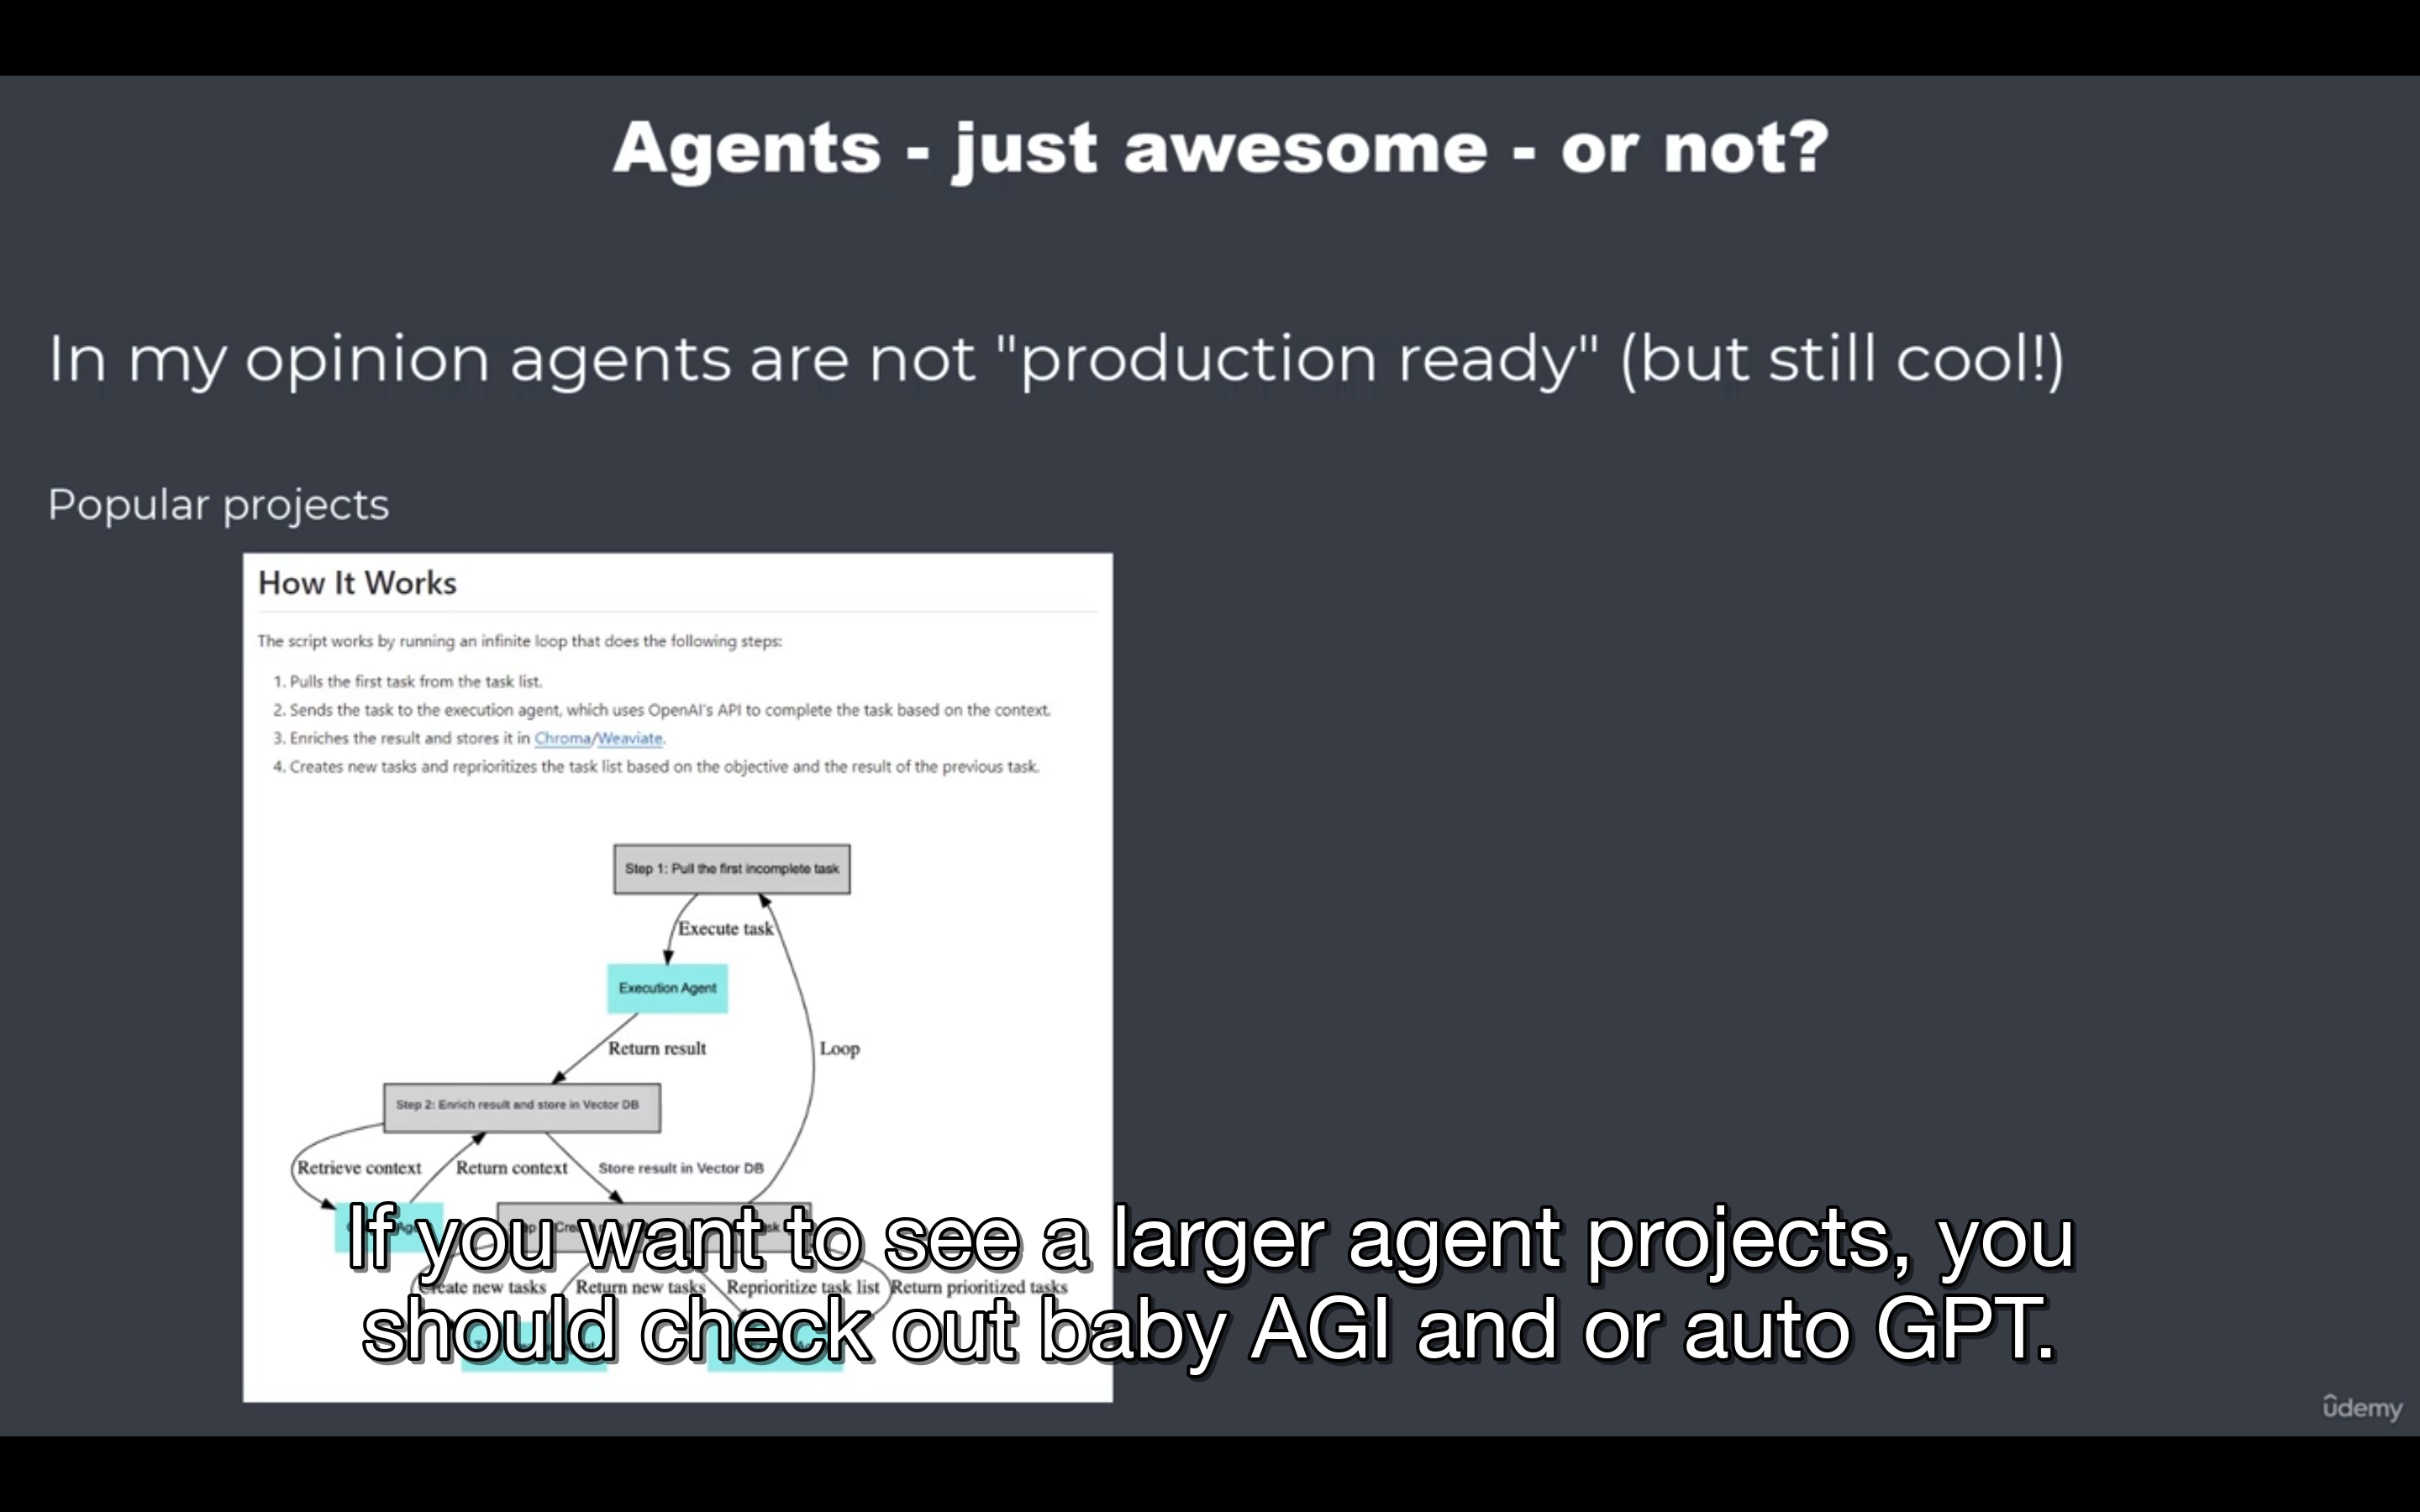 Agents - just awesome - or not?
In my opinion agents are not "production ready" (but still cool!)
Popular projects
How It Works
The script works by running an infinite loop that does the following steps:
1. Pulls the first task from the task list.
2. Sends the task to the execution agent, which uses OpenAI's API to complete the task based on the context.
3. Enriches the result and stores it in Chroma/Weaviate.
4. Creates new tasks and reprioritizes the task list based on the objective and the result of the previous task.
Step 1: Pull the first incomplete task
Execute task
Execution Agent
Return result
Loop
Step 2: Enrich result and store in Vector DB
Retrieve context
Return context
Store result in Vector DB
If you want to see a larger agent projects, you
Create new tasks
Return new tasks
Reprioritize task list
Return prioritized tasks
should check out baby AGI and or auto GPT.
ûdemy